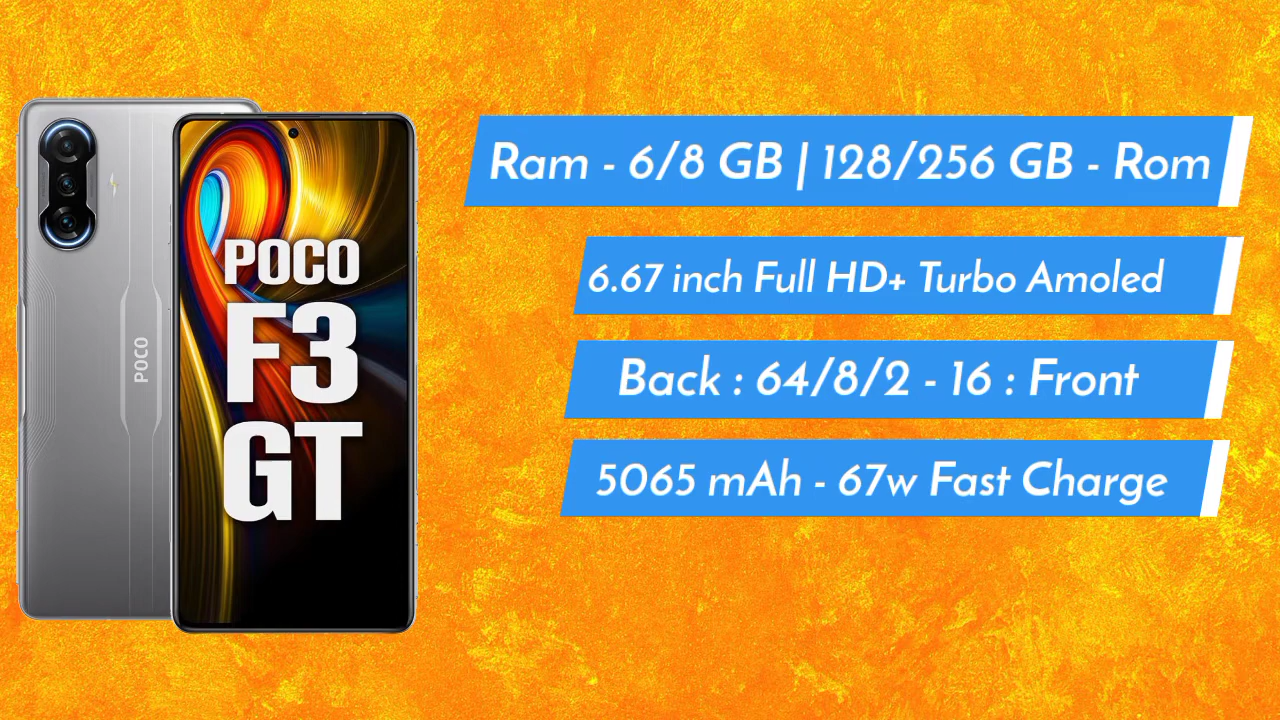 POCO
POCO
F3
GT
Ram - 6/8 GB | 128/256 GB - Rom
6.67 inch Full HD+ Turbo Amoled
Back : 64/8/2 - 16 : Front
5065 mAh - 67w Fast Charge